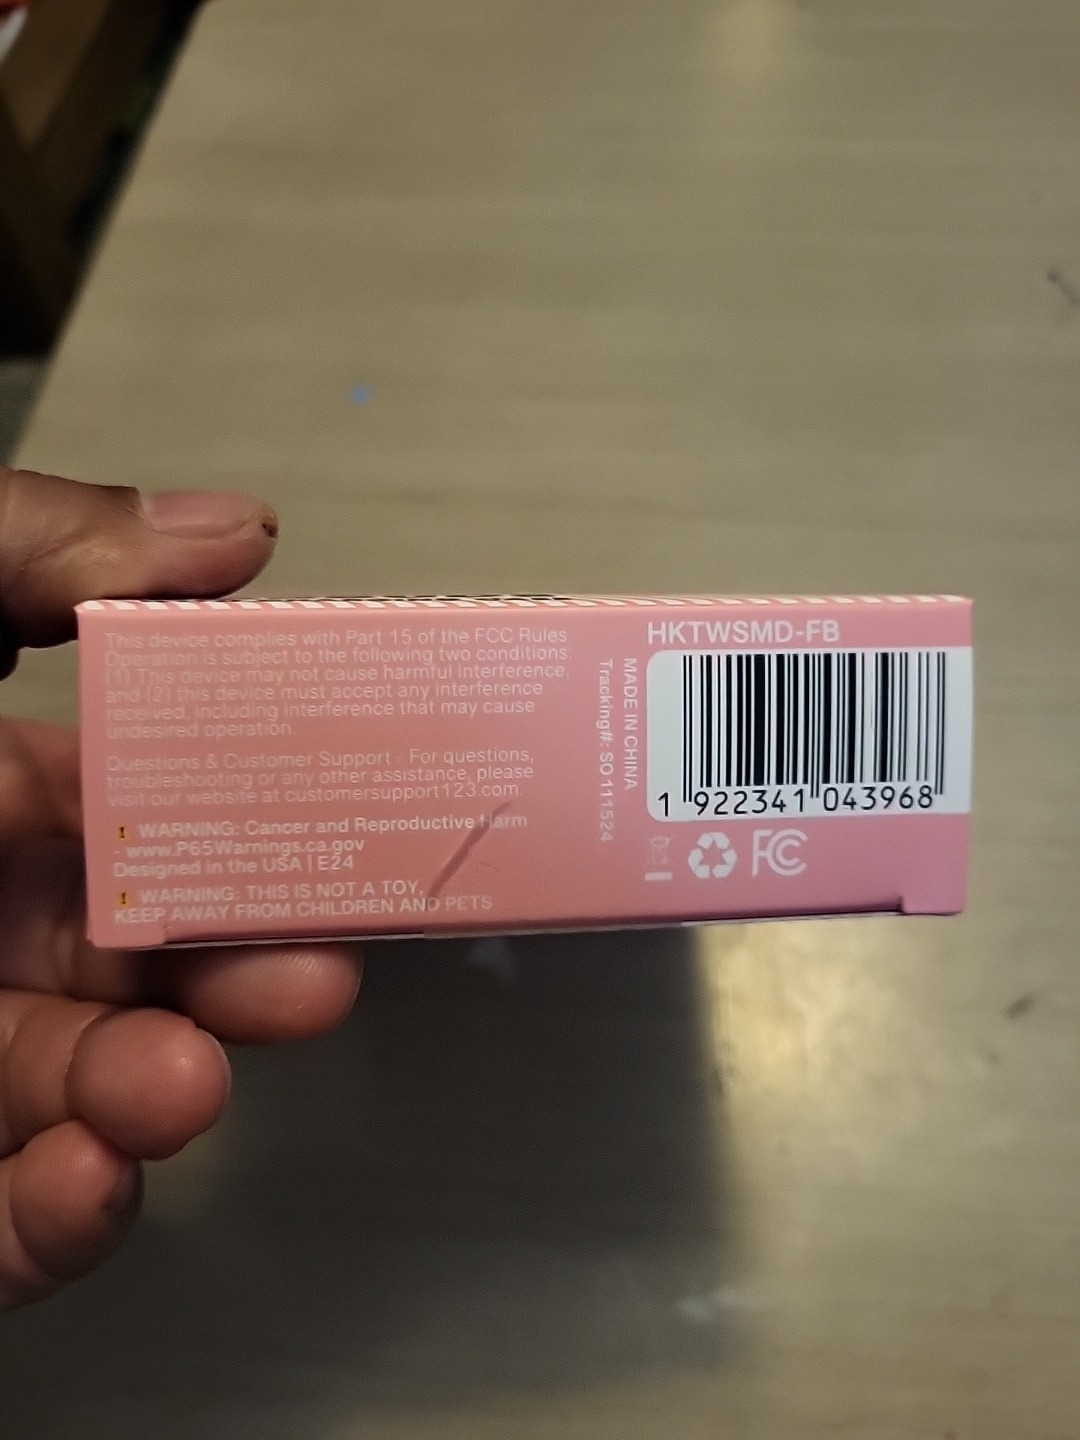 This device complies with Part 15 of the FCC Rules.
Operation is subject to the following two conditions:
(1) This device may not cause harmful interference,
and (2) this device must accept any interference
received, including interference that may cause
undesired operation.
Questions & Customer Support - For questions,
troubleshooting or any other assistance, please
visit our website at customersupport123.com.
WARNING: Cancer and Reproductive Harm
- www.P65Warnings.ca.gov
Designed in the USA | E24
WARNING: THIS IS NOT A TOY,
KEEP AWAY FROM CHILDREN AND PETS
MADE IN CHINA
Tracking#: SO111524
HKTWSMD-FB
1 922341 043968
FC